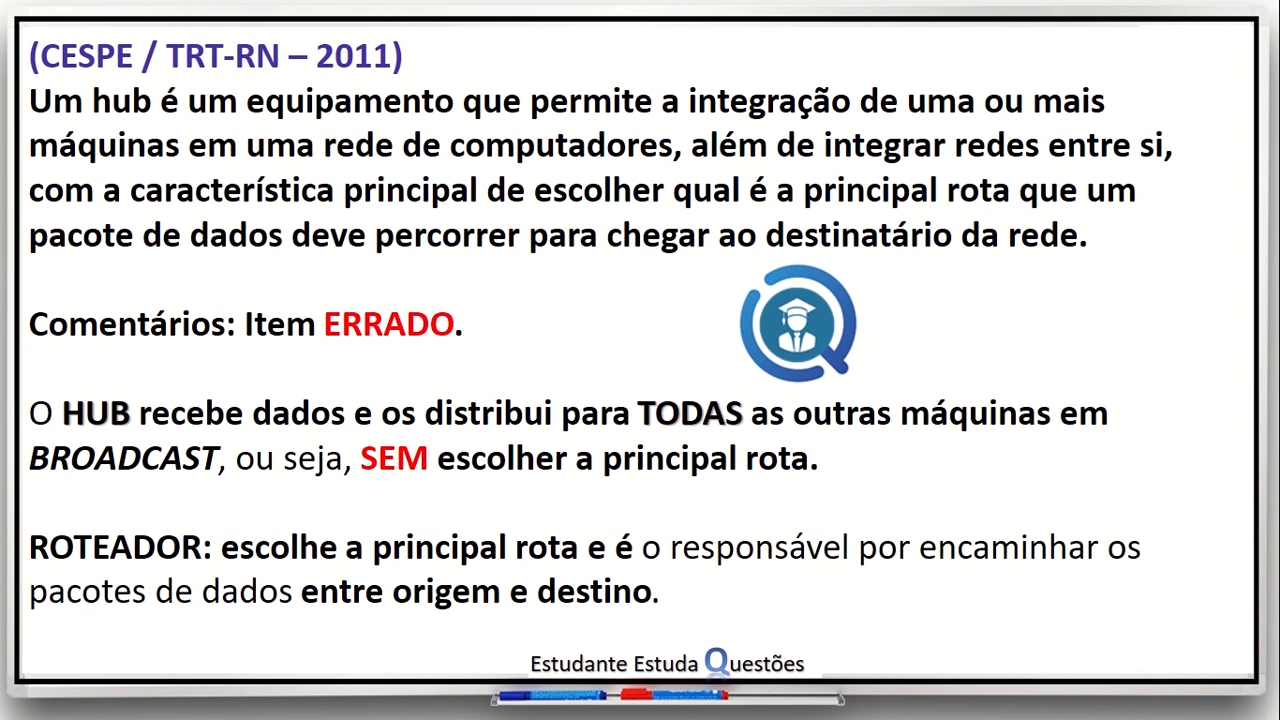 (CESPE / TRT-RN – 2011)
Um hub é um equipamento que permite a integração de uma ou mais
máquinas em uma rede de computadores, além de integrar redes entre si,
com a característica principal de escolher qual é a principal rota que um
pacote de dados deve percorrer para chegar ao destinatário da rede.
Comentários: Item ERRADO.
O HUB recebe dados e os distribui para TODAS as outras máquinas em
BROADCAST, ou seja, SEM escolher a principal rota.
ROTEADOR: escolhe a principal rota e é o responsável por encaminhar os
pacotes de dados entre origem e destino.
Estudante Estuda Questões